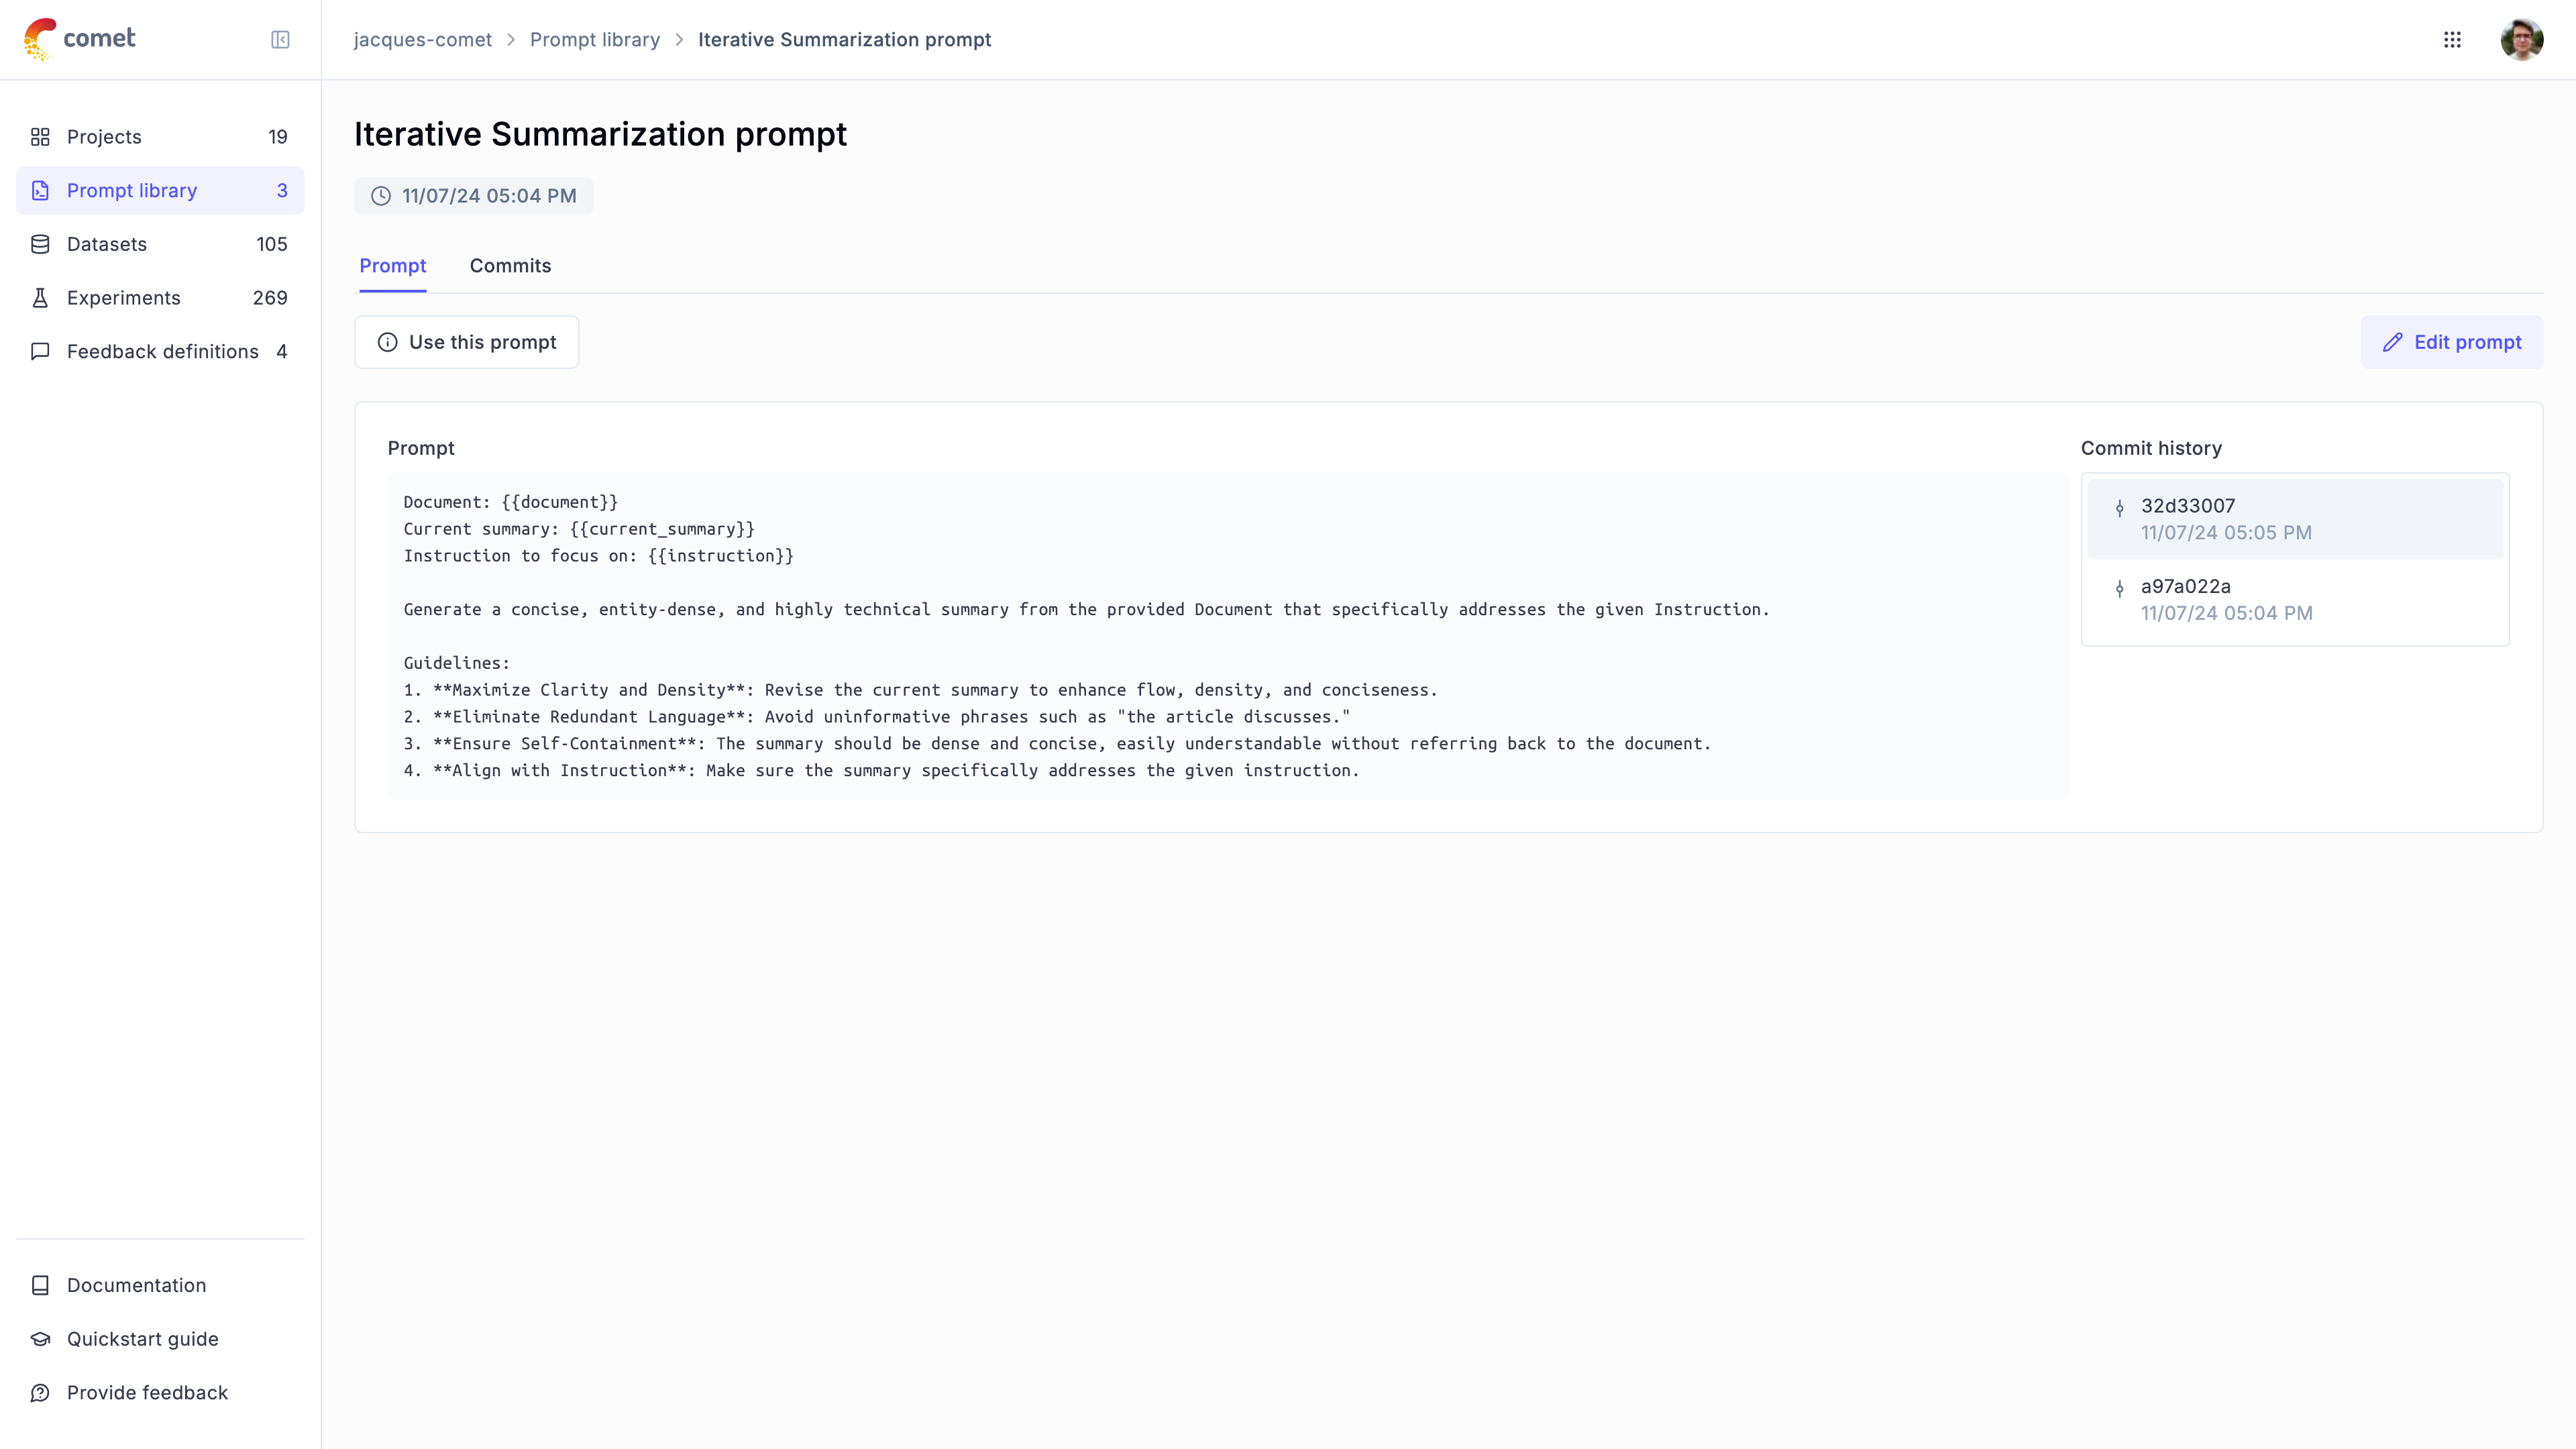 comet
jacques-comet > Prompt library > Iterative Summarization prompt
Projects 19
Prompt library 3
Datasets 105
Experiments 269
Feedback definitions 4
Documentation
Quickstart guide
Provide feedback
Iterative Summarization prompt
11/07/24 05:04 PM
Prompt Commits
Use this prompt
Edit prompt
Prompt
Document: {{document}}
Current summary: {{current_summary}}
Instruction to focus on: {{instruction}}
Generate a concise, entity-dense, and highly technical summary from the provided Document that specifically addresses the given Instruction.
Guidelines:
1. **Maximize Clarity and Density**: Revise the current summary to enhance flow, density, and conciseness.
2. **Eliminate Redundant Language**: Avoid uninformative phrases such as "the article discusses."
3. **Ensure Self-Containment**: The summary should be dense and concise, easily understandable without referring back to the document.
4. **Align with Instruction**: Make sure the summary specifically addresses the given instruction.
Commit history
32d33007
11/07/24 05:05 PM
a97a022a
11/07/24 05:04 PM